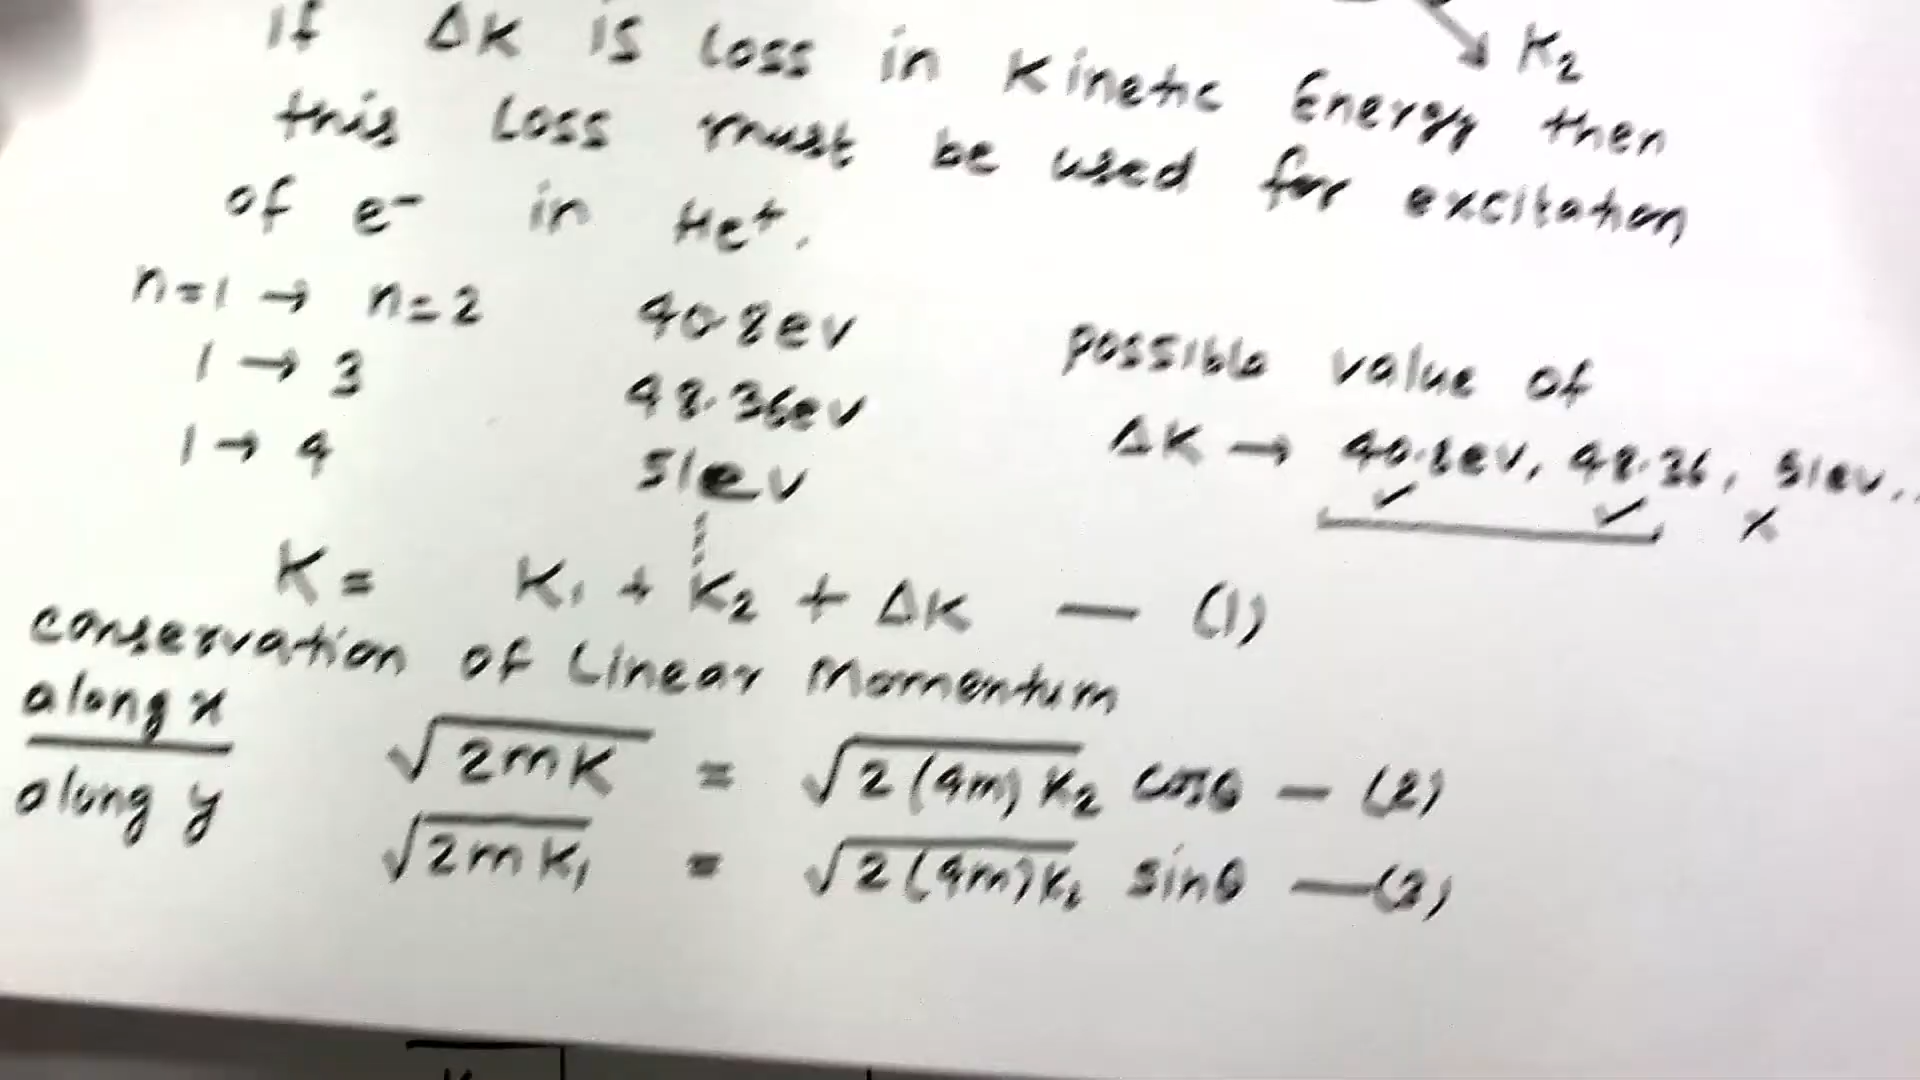 K2
If ΔK is Loss in Kinetic Energy then
this Loss must be used for excitation
of e- in He+.
n=1 → n=2 40.8ev
1 → 3 48.36ev
1 → 4 51ev
possible value of
ΔK → 40.8ev, 48.36, 51ev..
✓ ✓ x
K = K1 + K2 + ΔK — (1)
conservation of Linear Momentum
along x √2mK = √2(4m)K2 cosθ — (2)
along y √2mK1 = √2(4m)K2 sinθ — (3)